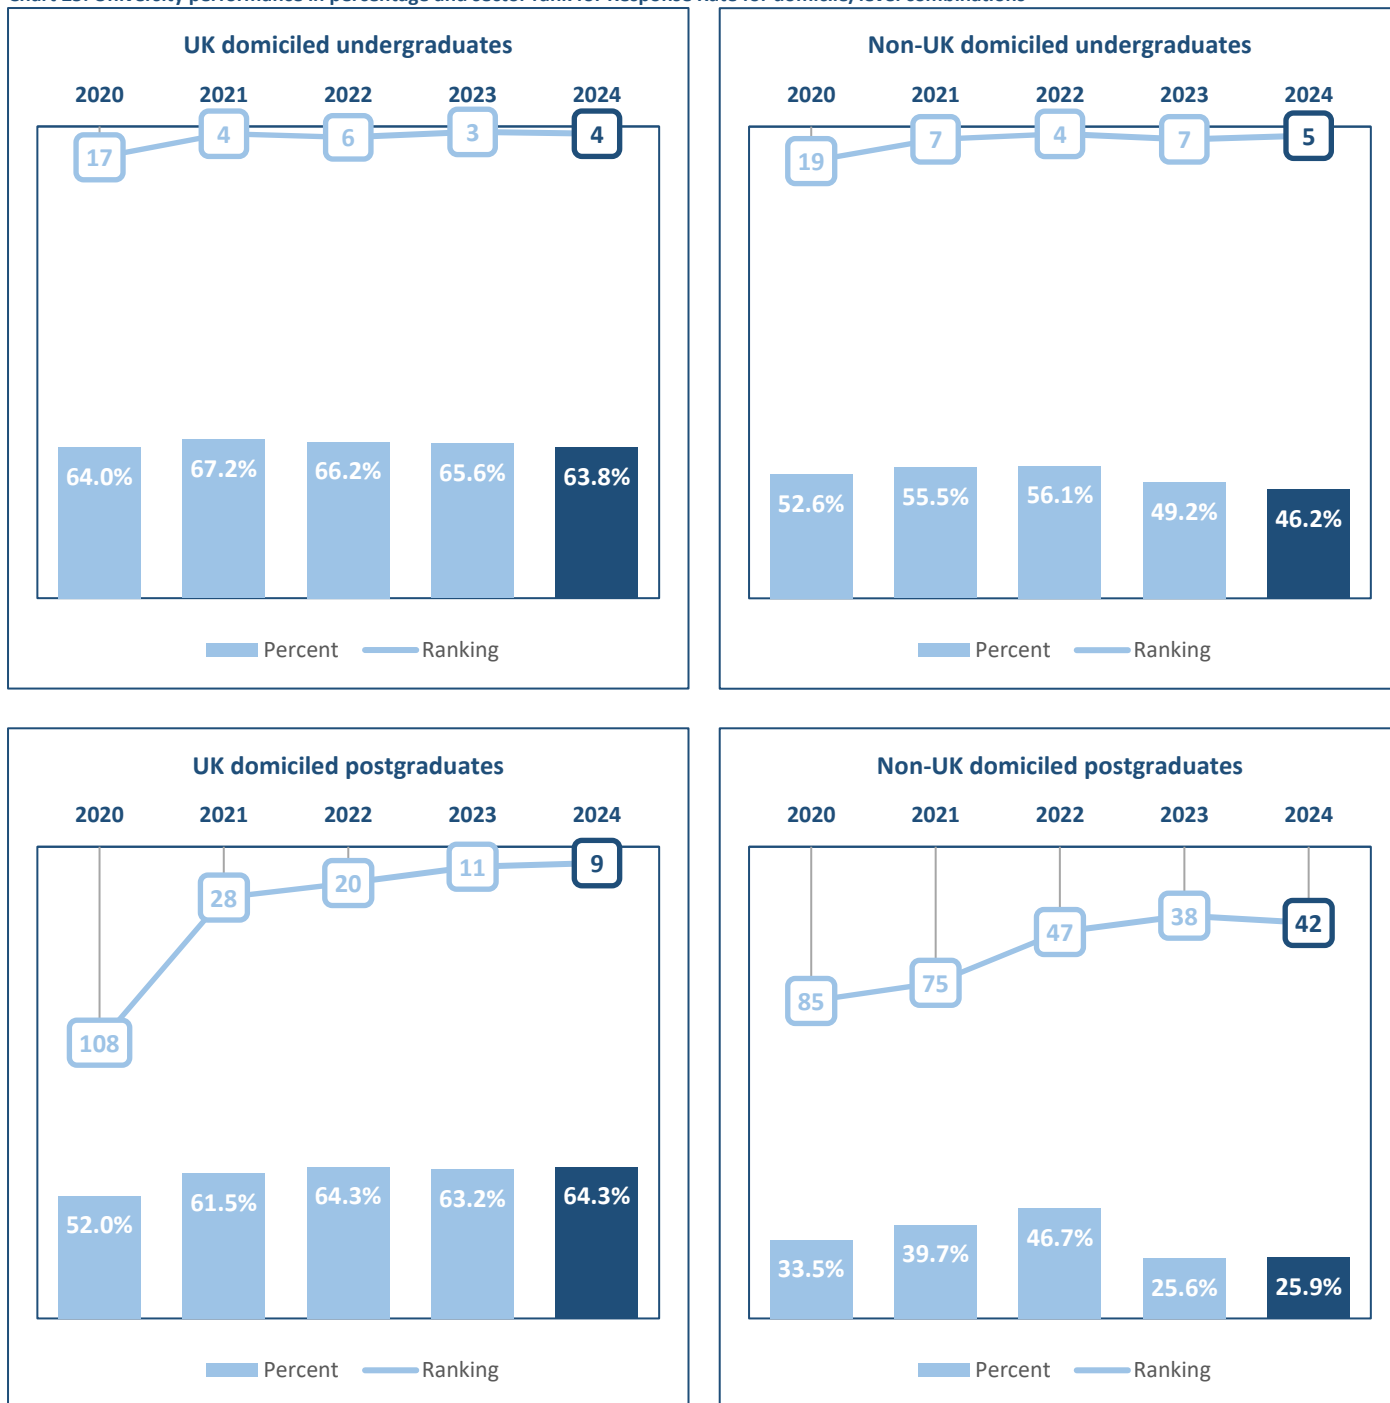 UK domiciled undergraduates
2020 2021 2022 2023 2024
17 4 6 3 4
64.0% 67.2% 66.2% 65.6% 63.8%
Percent Ranking
Non-UK domiciled undergraduates
2020 2021 2022 2023 2024
19 7 4 7 5
52.6% 55.5% 56.1% 49.2% 46.2%
Percent Ranking
UK domiciled postgraduates
2020 2021 2022 2023 2024
108 28 20 11 9
52.0% 61.5% 64.3% 63.2% 64.3%
Percent Ranking
Non-UK domiciled postgraduates
2020 2021 2022 2023 2024
85 75 47 38 42
33.5% 39.7% 46.7% 25.6% 25.9%
Percent Ranking